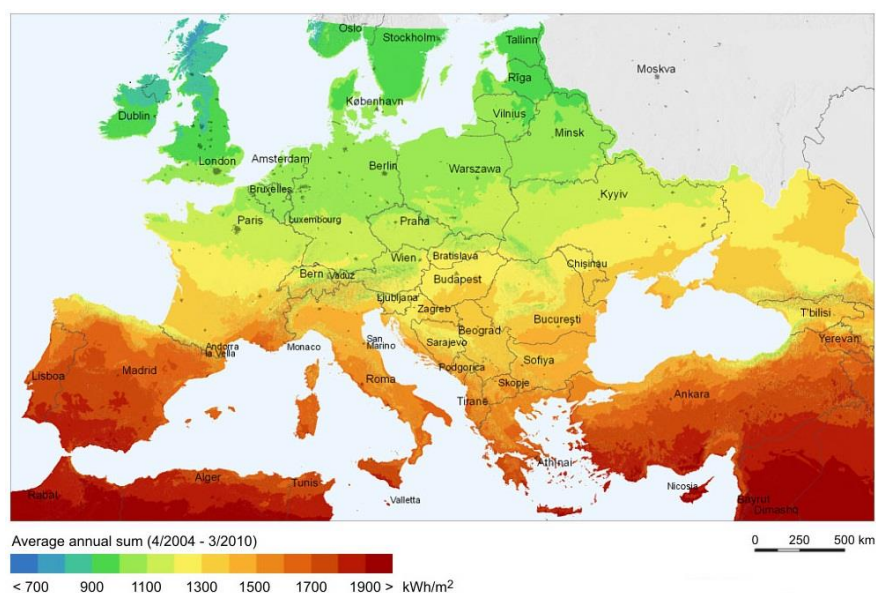 Oslo
Stockholm
Tallinn
Rīga
Moskva
København
Dublin
Vilnius
Minsk
London
Amsterdam
Berlin
Warszawa
Bruxelles
Kyyiv
Paris
Luxembourg
Praha
Wien
Bratislava
Chişinău
Bern
Vaduz
Budapest
Ljubljana
Zagreb
T'bilisi
Bucureşti
Beograd
Yerevan
San
Marino
Sarajevo
Andorra
la Vella
Monaco
Sofiya
Podgorica
Lisboa
Madrid
Roma
Skopje
Ankara
Tiranë
Athínai
Alger
Tunis
Nicosia
Rabat
Valletta
Bayrut
Dimashq
Average annual sum (4/2004 - 3/2010)
0 250 500 km
< 700 900 1100 1300 1500 1700 1900 > kWh/m²